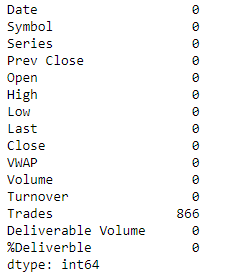 Date 0
Symbol 0
Series 0
Prev Close 0
Open 0
High 0
Low 0
Last 0
Close 0
VWAP 0
Volume 0
Turnover 0
Trades 866
Deliverable Volume 0
%Deliverble 0
dtype: int64